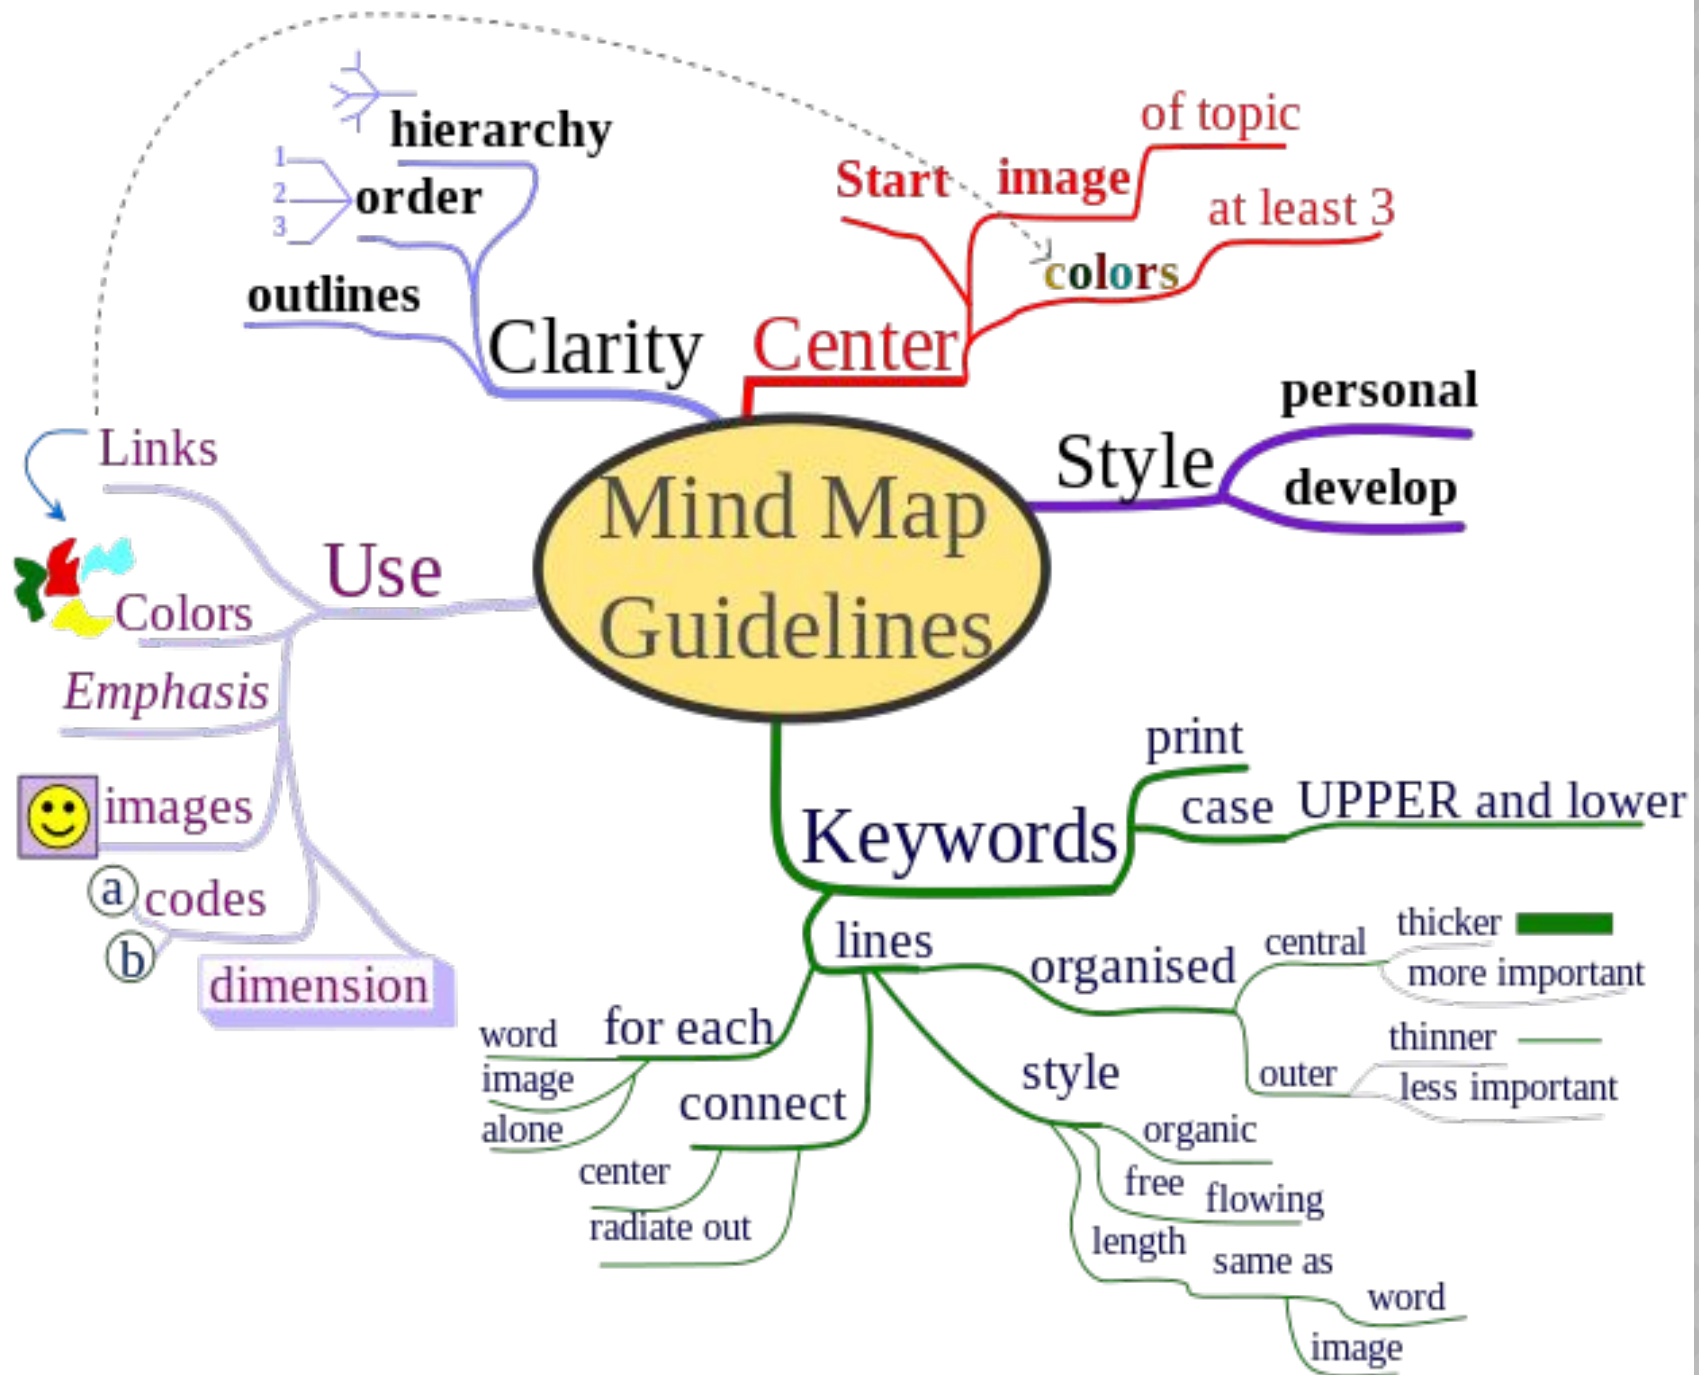 Mind Map
Guidelines
Center
Start
image
of topic
colors
at least 3
Style
personal
develop
Keywords
print
case
UPPER and lower
lines
organised
central
thicker
more important
outer
thinner
less important
style
organic
free flowing
length
same as
word
image
connect
center
radiate out
for each
word
image
alone
Use
Links
Colors
Emphasis
images
codes
a
b
dimension
Clarity
hierarchy
order
1
2
3
outlines